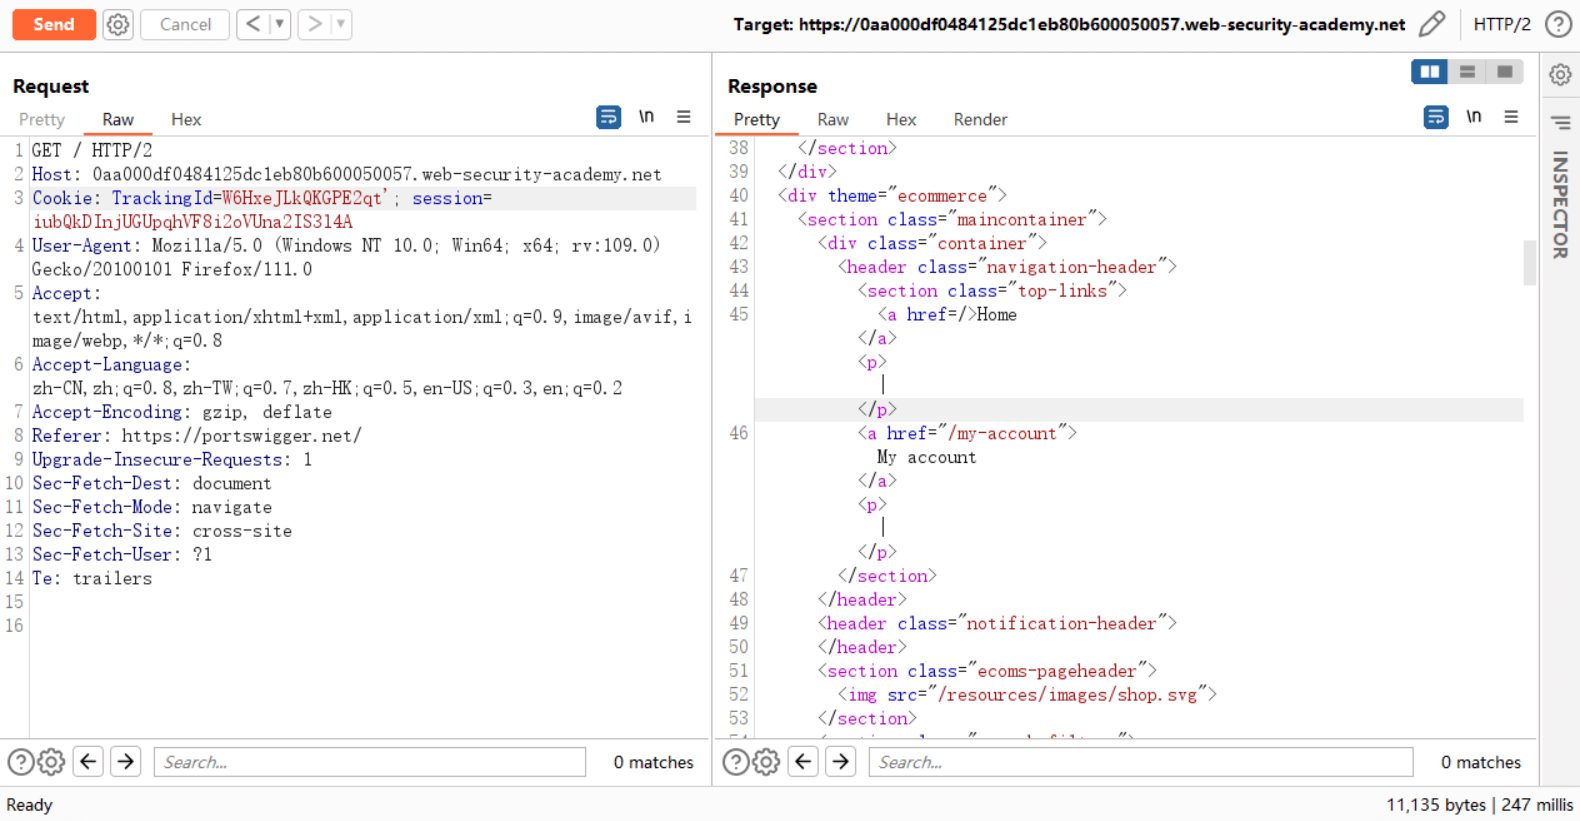 Send
Cancel
< ▼
> ▼
Target: https://0aa000df0484125dc1eb80b600050057.web-security-academy.net
HTTP/2
Request
Pretty Raw Hex
\n
1 GET / HTTP/2
2 Host: 0aa000df0484125dc1eb80b600050057.web-security-academy.net
3 Cookie: TrackingId=W6HxeJLkQKGPE2qt'; session=
iubQkDInjUGUpqhVF8i2oVUna2IS3l4A
4 User-Agent: Mozilla/5.0 (Windows NT 10.0; Win64; x64; rv:109.0)
Gecko/20100101 Firefox/111.0
5 Accept:
text/html,application/xhtml+xml,application/xml;q=0.9,image/avif,i
mage/webp,*/*;q=0.8
6 Accept-Language:
zh-CN,zh;q=0.8,zh-TW;q=0.7,zh-HK;q=0.5,en-US;q=0.3,en;q=0.2
7 Accept-Encoding: gzip, deflate
8 Referer: https://portswigger.net/
9 Upgrade-Insecure-Requests: 1
10 Sec-Fetch-Dest: document
11 Sec-Fetch-Mode: navigate
12 Sec-Fetch-Site: cross-site
13 Sec-Fetch-User: ?1
14 Te: trailers
15
16
Search...
0 matches
Response
Pretty Raw Hex Render
\n
38 </section>
39 </div>
40 <div theme="ecommerce">
41 <section class="maincontainer">
42 <div class="container">
43 <header class="navigation-header">
44 <section class="top-links">
45 <a href=/>Home
</a>
<p>
|
</p>
46 <a href="/my-account">
My account
</a>
<p>
|
</p>
47 </section>
48 </header>
49 <header class="notification-header">
50 </header>
51 <section class="ecoms-pageheader">
52 <img src="/resources/images/shop.svg">
53 </section>
Search...
0 matches
INSPECTOR
Ready
11,135 bytes | 247 millis